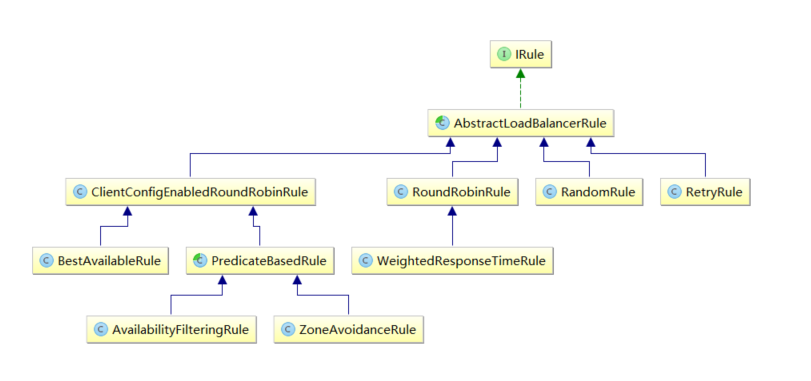 I IRule
C AbstractLoadBalancerRule
C ClientConfigEnabledRoundRobinRule
C RoundRobinRule
C RandomRule
C RetryRule
C BestAvailableRule
C PredicateBasedRule
C WeightedResponseTimeRule
C AvailabilityFilteringRule
C ZoneAvoidanceRule